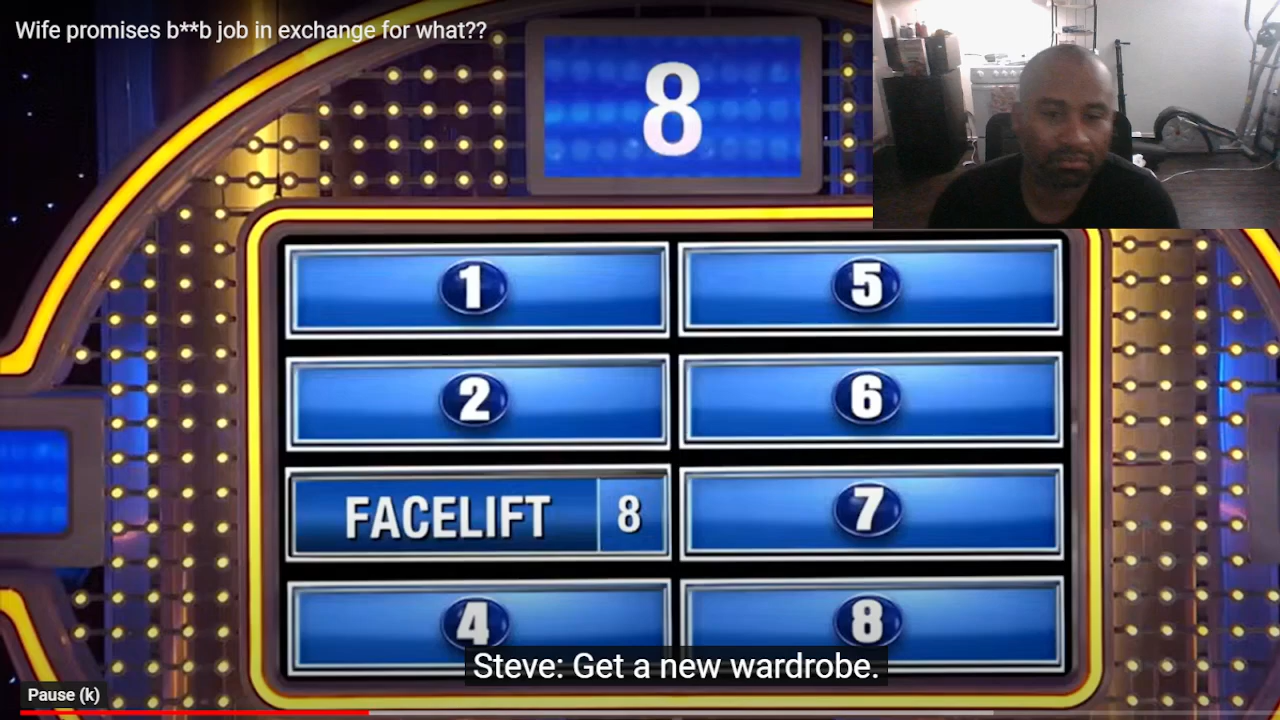 Wife promises b**b job in exchange for what??
8
1
5
2
6
FACELIFT 8
7
4
8
Steve: Get a new wardrobe.
Pause (k)